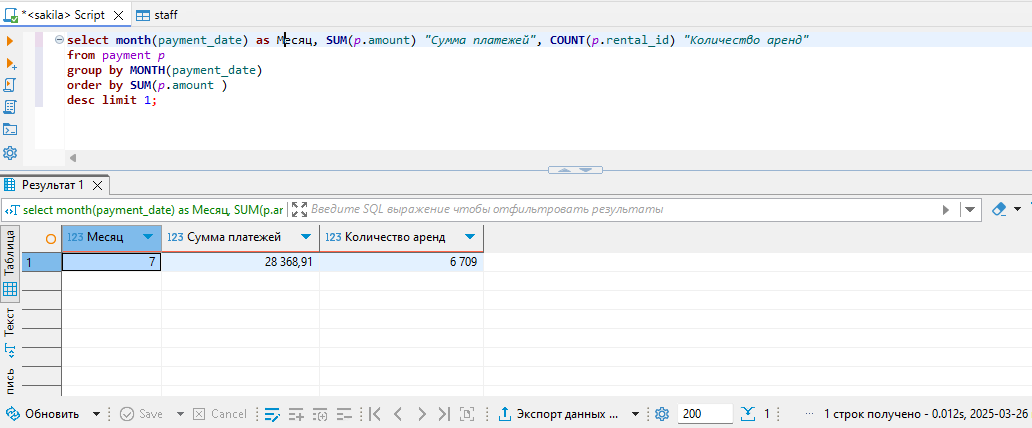 *<sakila> Script
staff
select month(payment_date) as Месяц, SUM(p.amount) "Сумма платежей", COUNT(p.rental_id) "Количество аренд"
from payment p
group by MONTH(payment_date)
order by SUM(p.amount )
desc limit 1;
Результат 1
select month(payment_date) as Месяц, SUM(p.ar
Введите SQL выражение чтобы отфильтровать результаты
123 Месяц
123 Сумма платежей
123 Количество аренд
1
7
28 368,91
6 709
Таблица
Текст
пись
Обновить
Save
Cancel
Экспорт данных ...
200
1
1 строк получено - 0.012s, 2025-03-26